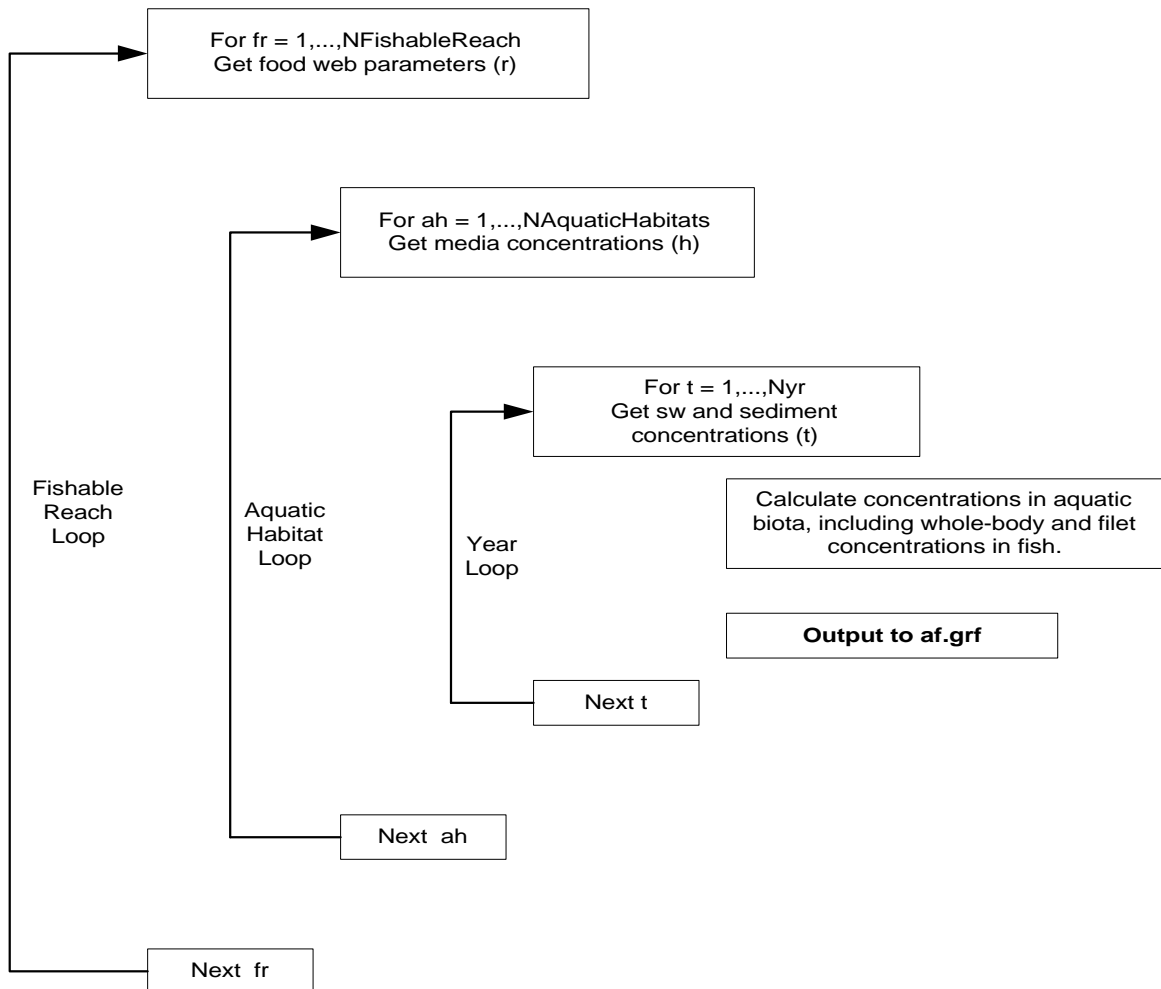 For fr = 1,...,NFishableReach
Get food web parameters (r)
For ah = 1,...,NAquaticHabitats
Get media concentrations (h)
For t = 1,...,Nyr
Get sw and sediment
concentrations (t)
Fishable
Reach
Loop
Aquatic
Habitat
Loop
Year
Loop
Calculate concentrations in aquatic
biota, including whole-body and filet
concentrations in fish.
Output to af.grf
Next t
Next ah
Next fr